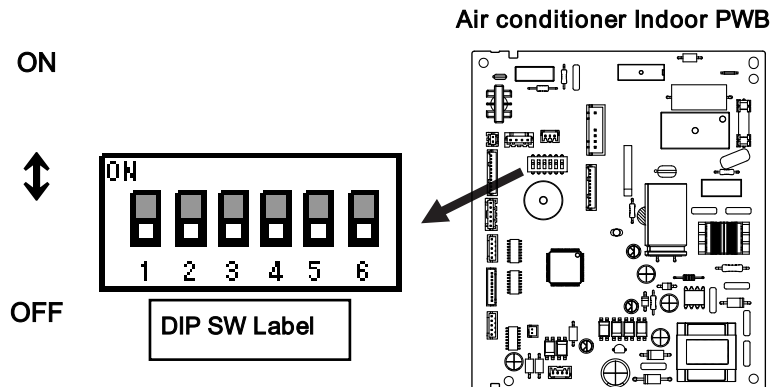 Air conditioner Indoor PWB
ON
ON
1 2 3 4 5 6
OFF
DIP SW Label